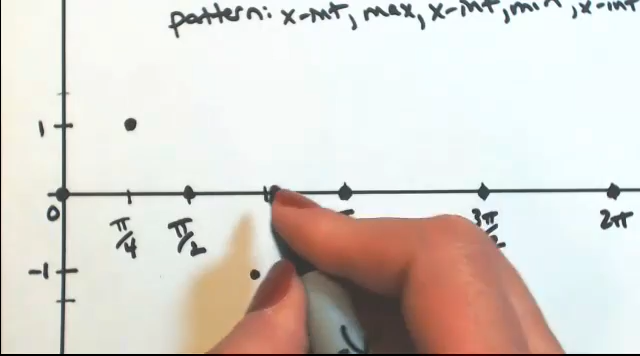 pattern: x-int, max, x-int, min, x-int
1
0 π/4 π/2 3π/2 2π
-1